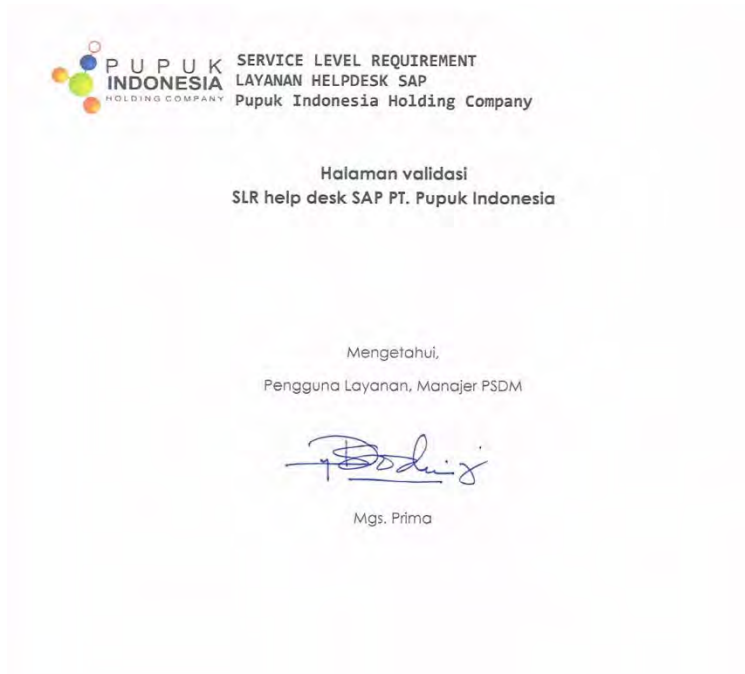 PUPUK
INDONESIA
HOLDING COMPANY
SERVICE LEVEL REQUIREMENT
LAYANAN HELPDESK SAP
Pupuk Indonesia Holding Company
Halaman validasi
SLR help desk SAP PT. Pupuk Indonesia
Mengetahui,
Pengguna Layanan, Manajer PSDM
Mgs. Prima